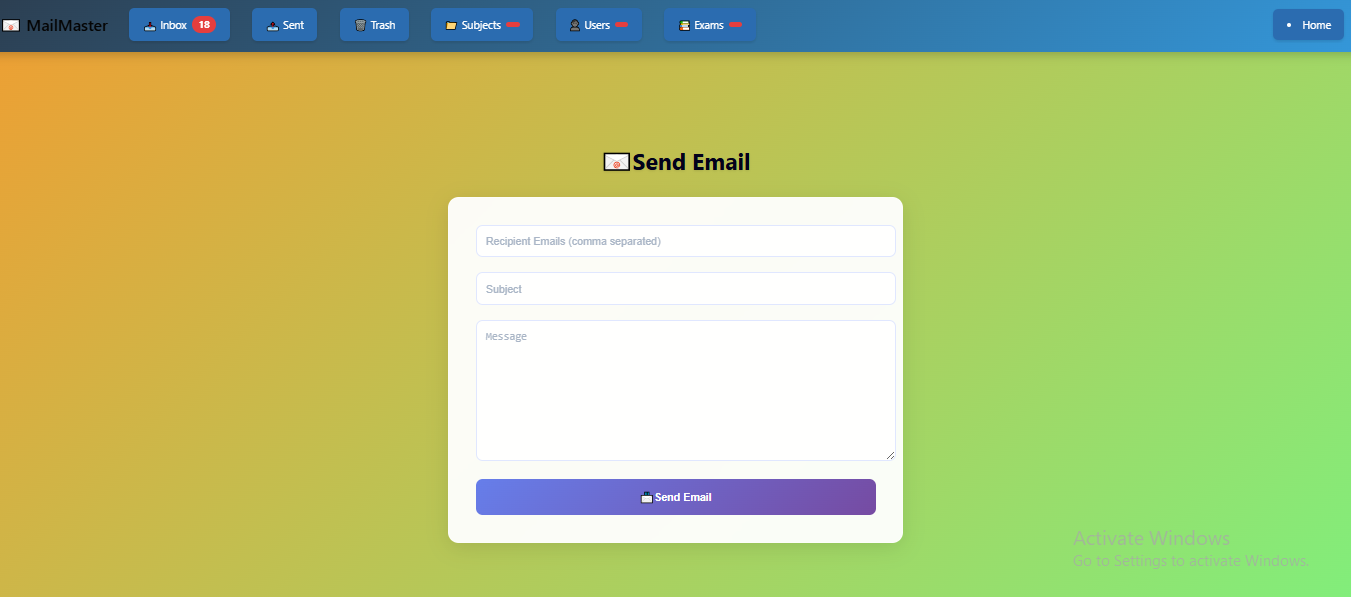 MailMaster
Inbox 18
Sent
Trash
Subjects
Users
Exams
Home
Send Email
Recipient Emails (comma separated)
Subject
Message
Send Email
Activate Windows
Go to Settings to activate Windows.